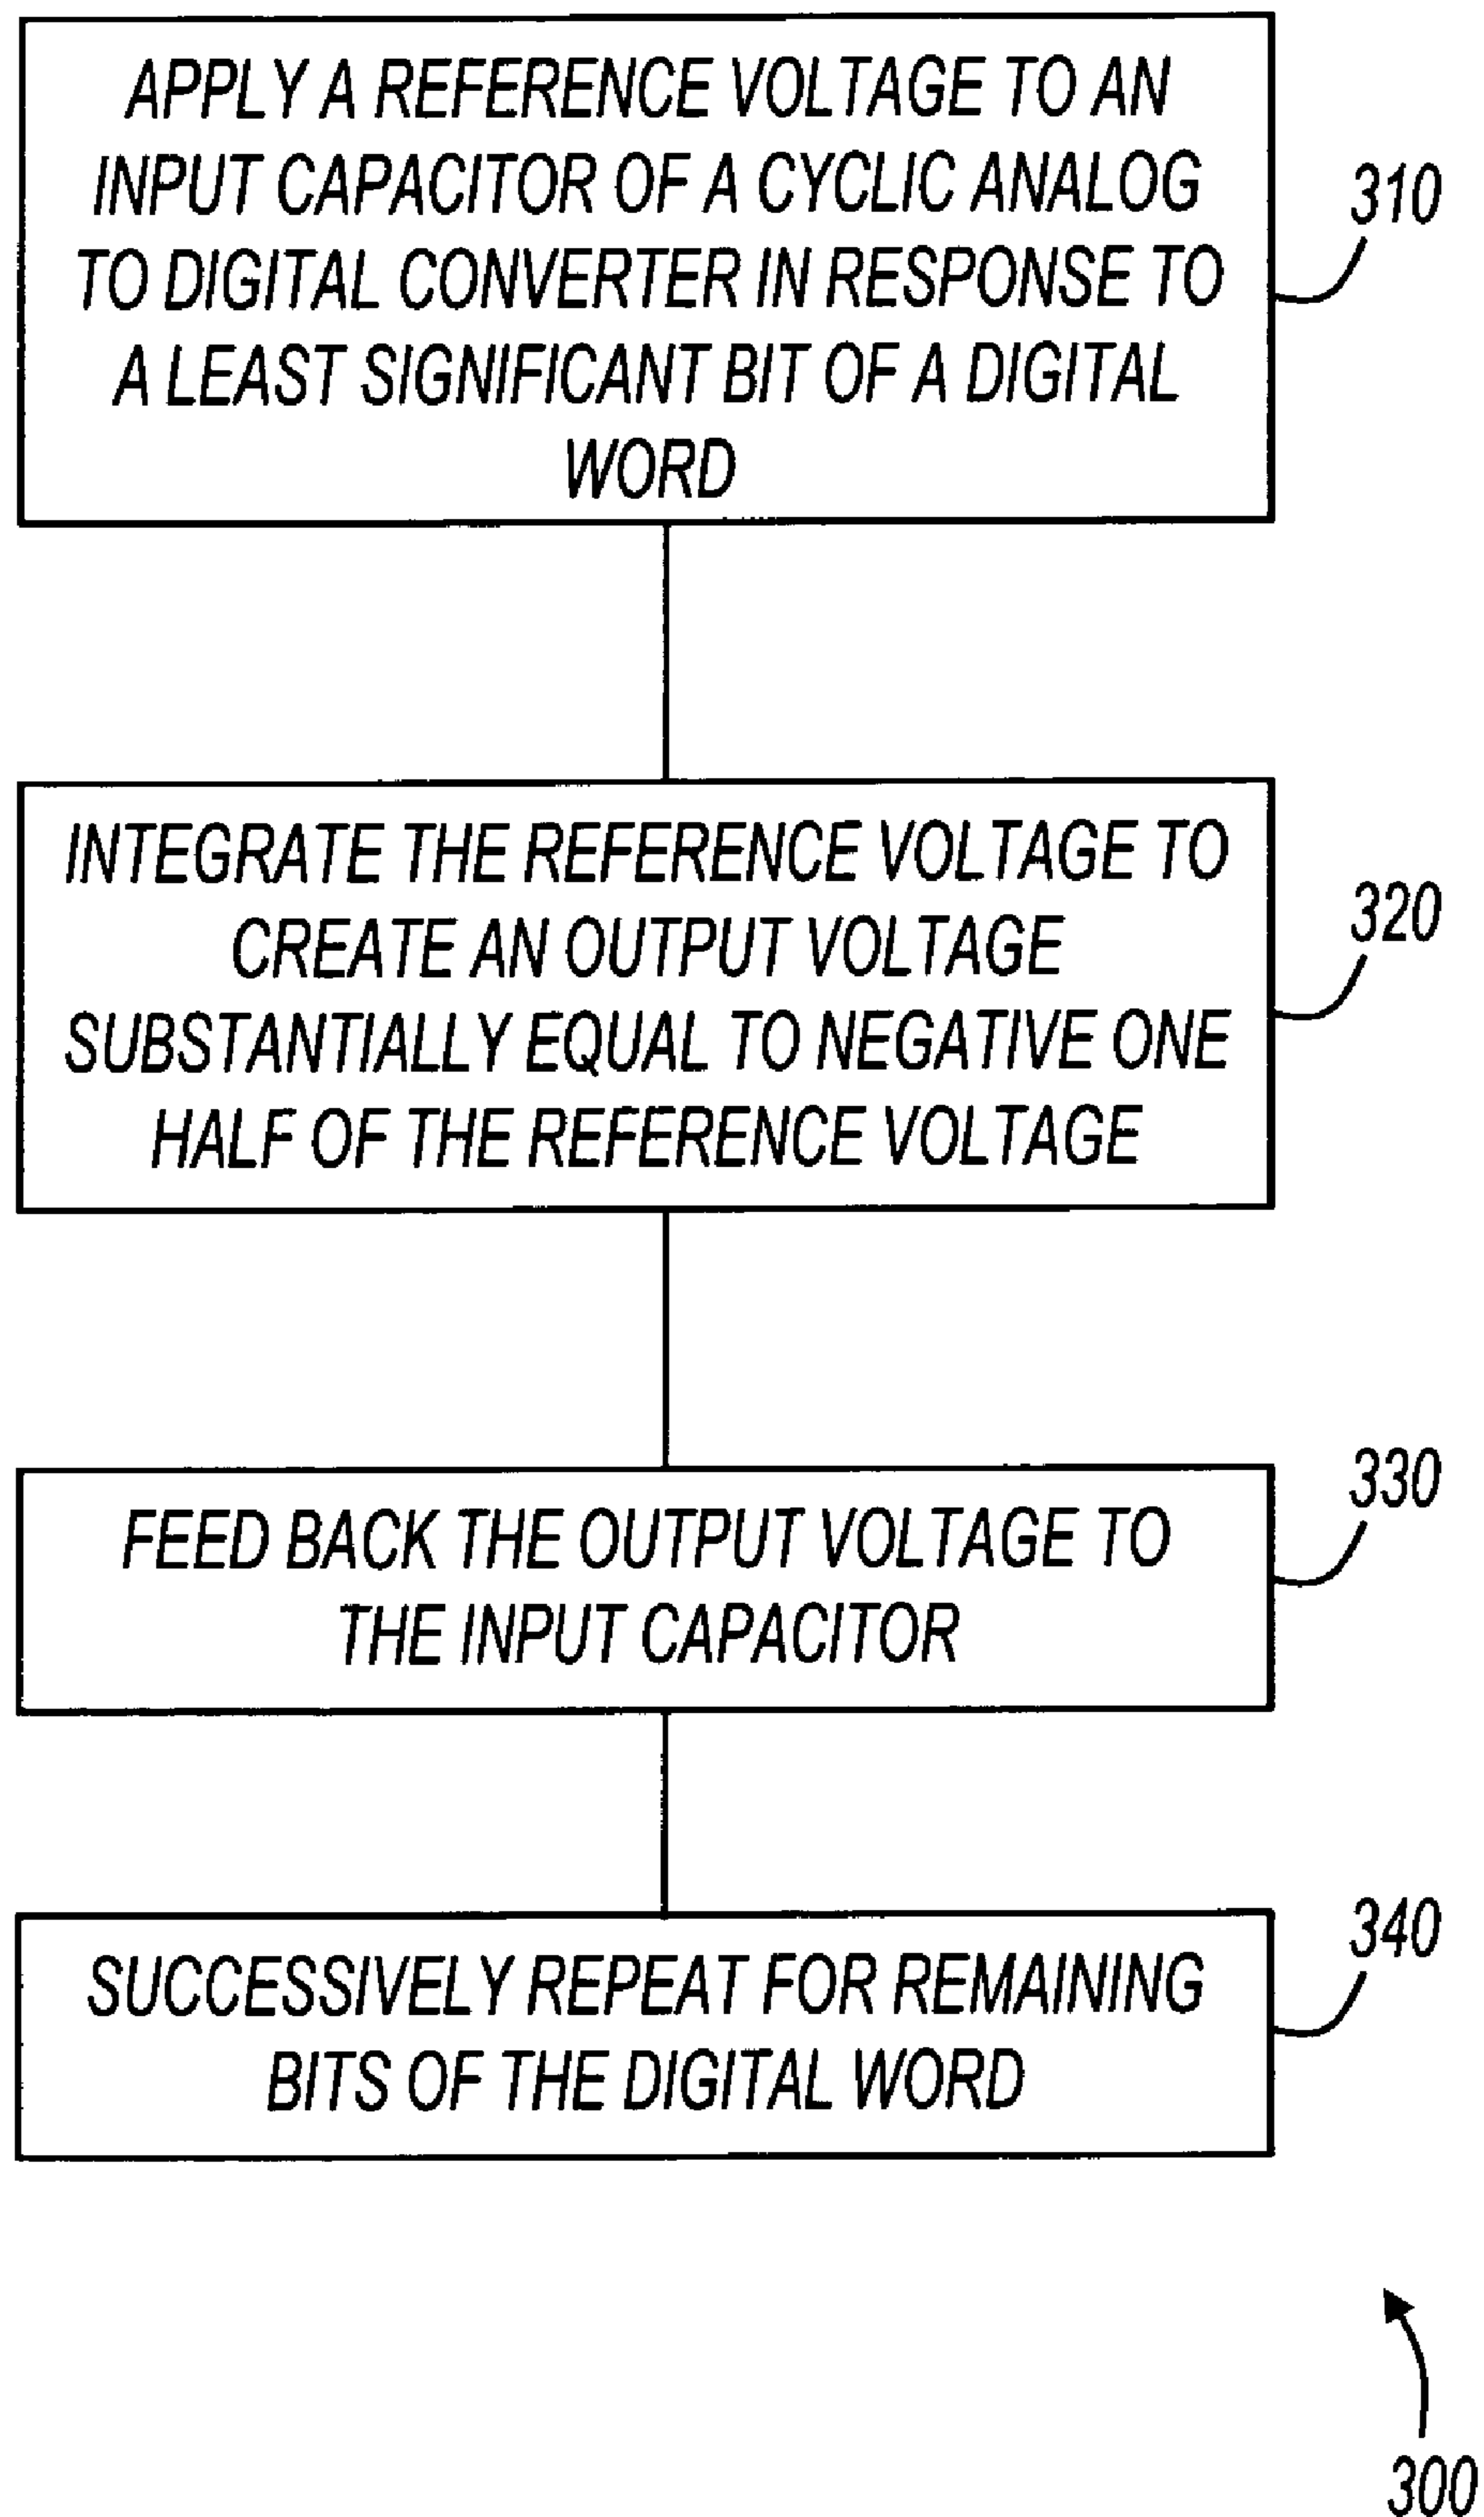 APPLY A REFERENCE VOLTAGE TO AN
INPUT CAPACITOR OF A CYCLIC ANALOG
TO DIGITAL CONVERTER IN RESPONSE TO
A LEAST SIGNIFICANT BIT OF A DIGITAL
WORD
310
INTEGRATE THE REFERENCE VOLTAGE TO
CREATE AN OUTPUT VOLTAGE
SUBSTANTIALLY EQUAL TO NEGATIVE ONE
HALF OF THE REFERENCE VOLTAGE
320
FEED BACK THE OUTPUT VOLTAGE TO
THE INPUT CAPACITOR
330
SUCCESSIVELY REPEAT FOR REMAINING
BITS OF THE DIGITAL WORD
340
300